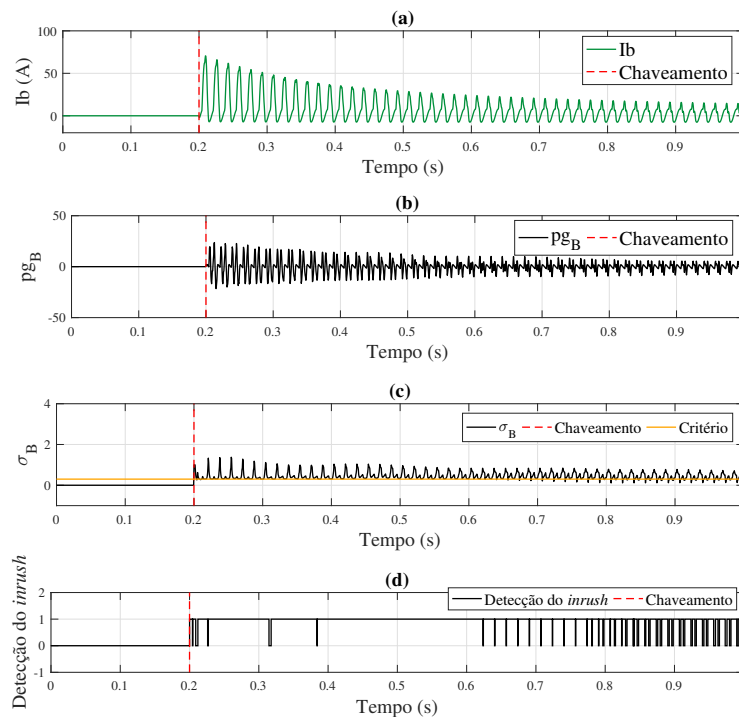 (a)
100
50
0
Ib (A)
Ib
Chaveamento
0 0.1 0.2 0.3 0.4 0.5 0.6 0.7 0.8 0.9
Tempo (s)
(b)
50
0
-50
pg_B
pg_B Chaveamento
0 0.1 0.2 0.3 0.4 0.5 0.6 0.7 0.8 0.9
Tempo (s)
(c)
4
2
0
σ_B
σ_B Chaveamento Critério
0 0.1 0.2 0.3 0.4 0.5 0.6 0.7 0.8 0.9
Tempo (s)
(d)
2
1
0
-1
Detecção do inrush
Detecção do inrush Chaveamento
0 0.1 0.2 0.3 0.4 0.5 0.6 0.7 0.8 0.9
Tempo (s)